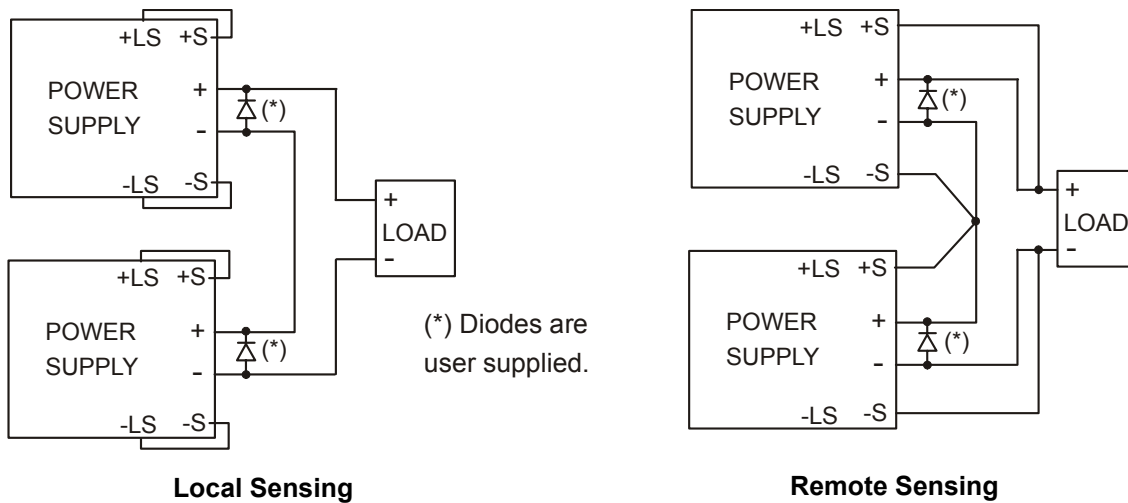 +LS +S
POWER
SUPPLY
+
(*)
-
-LS -S
+
LOAD
-
+LS +S
POWER
SUPPLY
+
(*)
-
-LS -S
(*) Diodes are
user supplied.
Local Sensing
+LS +S
POWER
SUPPLY
+
(*)
-
-LS -S
+
LOAD
-
+LS +S
POWER
SUPPLY
+
(*)
-
-LS -S
Remote Sensing